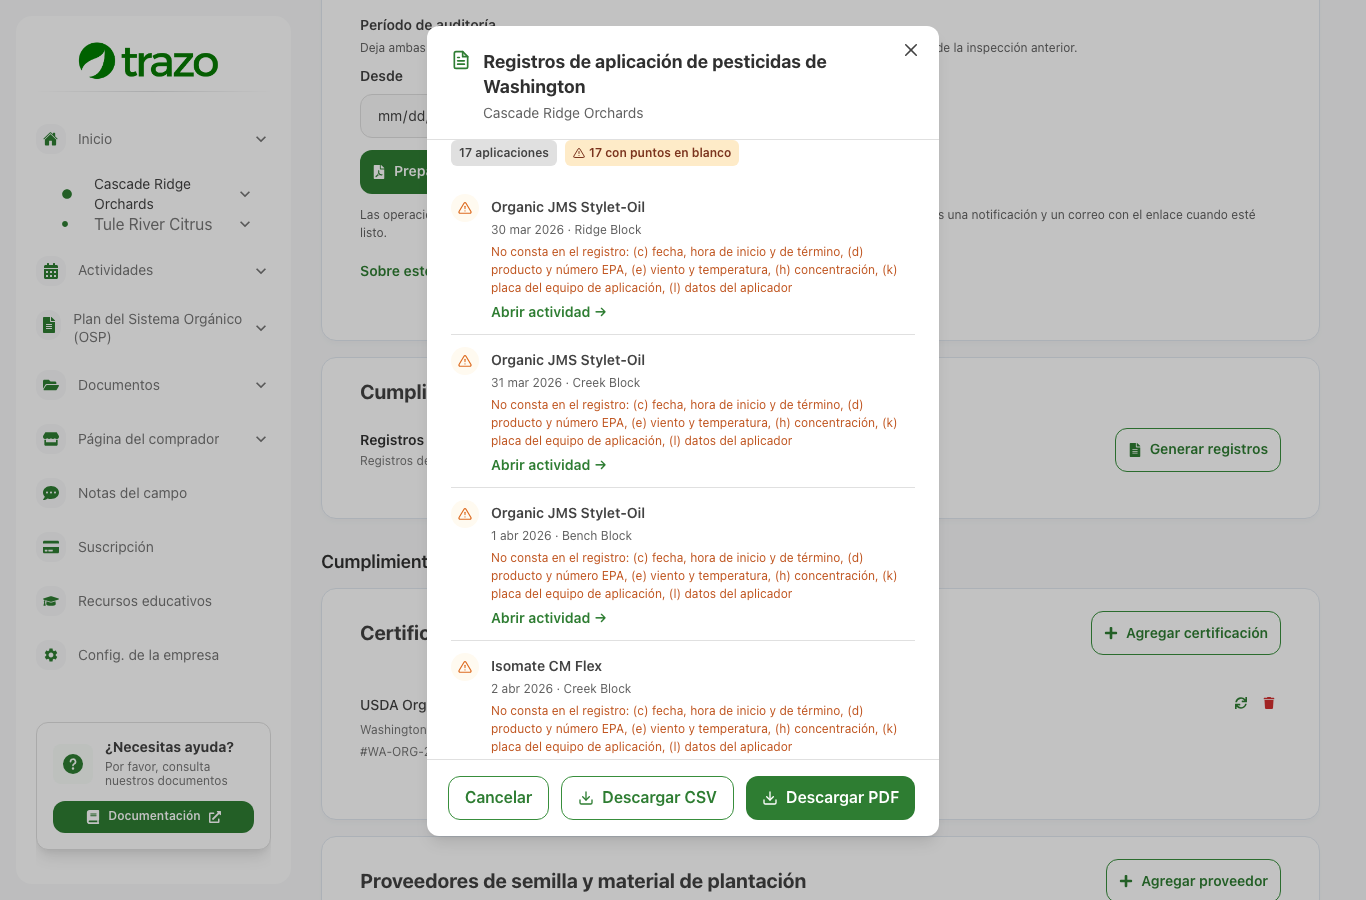 trazo
Inicio
Cascade Ridge
Orchards
Tule River Citrus
Actividades
Plan del Sistema Orgánico
(OSP)
Documentos
Página del comprador
Notas del campo
Suscripción
Recursos educativos
Config. de la empresa
¿Necesitas ayuda?
Por favor, consulta
nuestros documentos
Documentación
Período de auditoría
Deja ambas
de la inspección anterior.
Desde
mm/dd/
Prepa
Las operacio
s una notificación y un correo con el enlace cuando esté
listo.
Sobre este
Cumpli
Registros
Registros de
Generar registros
Cumplimient
Certific
Agregar certificación
USDA Org
Washington
#WA-ORG-2
Proveedores de semilla y material de plantación
Agregar proveedor
Registros de aplicación de pesticidas de
Washington
Cascade Ridge Orchards
17 aplicaciones
17 con puntos en blanco
Organic JMS Stylet-Oil
30 mar 2026 · Ridge Block
No consta en el registro: (c) fecha, hora de inicio y de término, (d)
producto y número EPA, (e) viento y temperatura, (h) concentración, (k)
placa del equipo de aplicación, (l) datos del aplicador
Abrir actividad →
Organic JMS Stylet-Oil
31 mar 2026 · Creek Block
No consta en el registro: (c) fecha, hora de inicio y de término, (d)
producto y número EPA, (e) viento y temperatura, (h) concentración, (k)
placa del equipo de aplicación, (l) datos del aplicador
Abrir actividad →
Organic JMS Stylet-Oil
1 abr 2026 · Bench Block
No consta en el registro: (c) fecha, hora de inicio y de término, (d)
producto y número EPA, (e) viento y temperatura, (h) concentración, (k)
placa del equipo de aplicación, (l) datos del aplicador
Abrir actividad →
Isomate CM Flex
2 abr 2026 · Creek Block
No consta en el registro: (c) fecha, hora de inicio y de término, (d)
producto y número EPA, (e) viento y temperatura, (h) concentración, (k)
placa del equipo de aplicación, (l) datos del aplicador
Cancelar
Descargar CSV
Descargar PDF